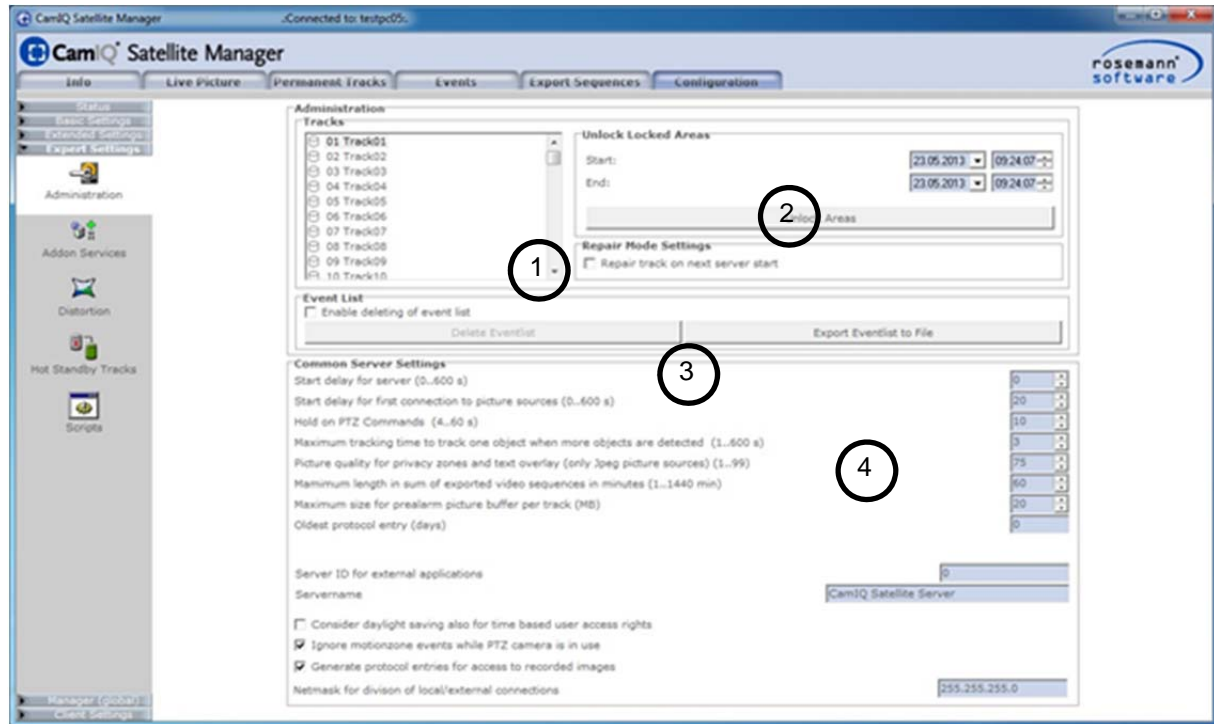 CamIQ Satellite Manager .:Connected to: testpc05:.
CamIQ° Satellite Manager
rosemann°
software
Info Live Picture Permanent Tracks Events Export Sequences Configuration
Status
Basic Settings
Extended Settings
Expert Settings
Administration
Addon Services
Distortion
Hot Standby Tracks
Scripts
Manager (global)
Client Settings
Administration
Tracks
01 Track01
02 Track02
03 Track03
04 Track04
05 Track05
06 Track06
07 Track07
08 Track08
09 Track09
10 Track10
1
Unlock Locked Areas
Start: 23.05.2013 09:24:07
End: 23.05.2013 09:24:07
Unlock Areas
2
Repair Mode Settings
Repair track on next server start
Event List
Enable deleting of event list
Delete Eventlist Export Eventlist to File
3
Common Server Settings
Start delay for server (0..600 s) 0
Start delay for first connection to picture sources (0..600 s) 20
Hold on PTZ Commands (4..60 s) 10
Maximum tracking time to track one object when more objects are detected (1..600 s) 3
Picture quality for privacy zones and text overlay (only Jpeg picture sources) (1..99) 75
4
Mamimum length in sum of exported video sequences in minutes (1..1440 min) 60
Maximum size for prealarm picture buffer per track (MB) 20
Oldest protocol entry (days) 0
Server ID for external applications 0
Servername CamIQ Satellite Server
Consider daylight saving also for time based user access rights
Ignore motionzone events while PTZ camera is in use
Generate protocol entries for access to recorded images
Netmask for divison of local/external connections 255.255.255.0